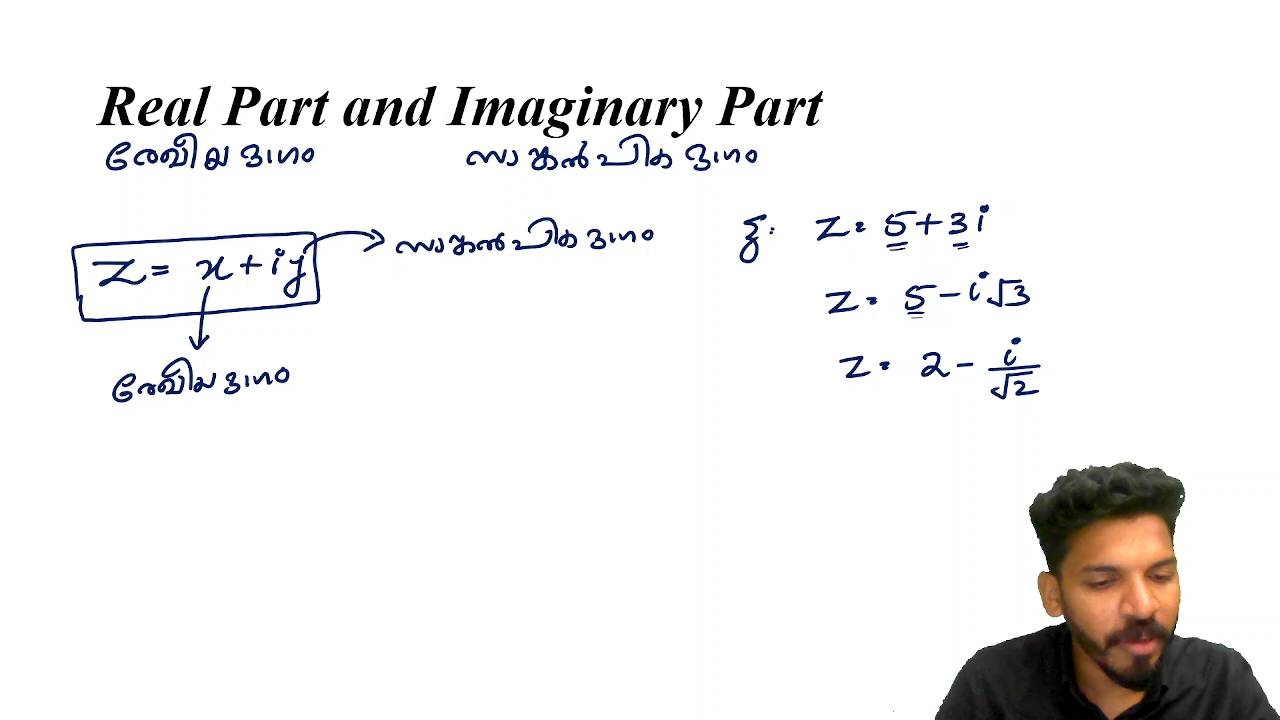 Real Part and Imaginary Part
രേഖീയ ഭാഗം സാങ്കൽപിക ഭാഗം
Z = x + iy → സാങ്കൽപിക ഭാഗം
രേഖീയ ഭാഗം
Z = 5 + 3i
Z = 5 - i√3
Z = 2 - i/√2